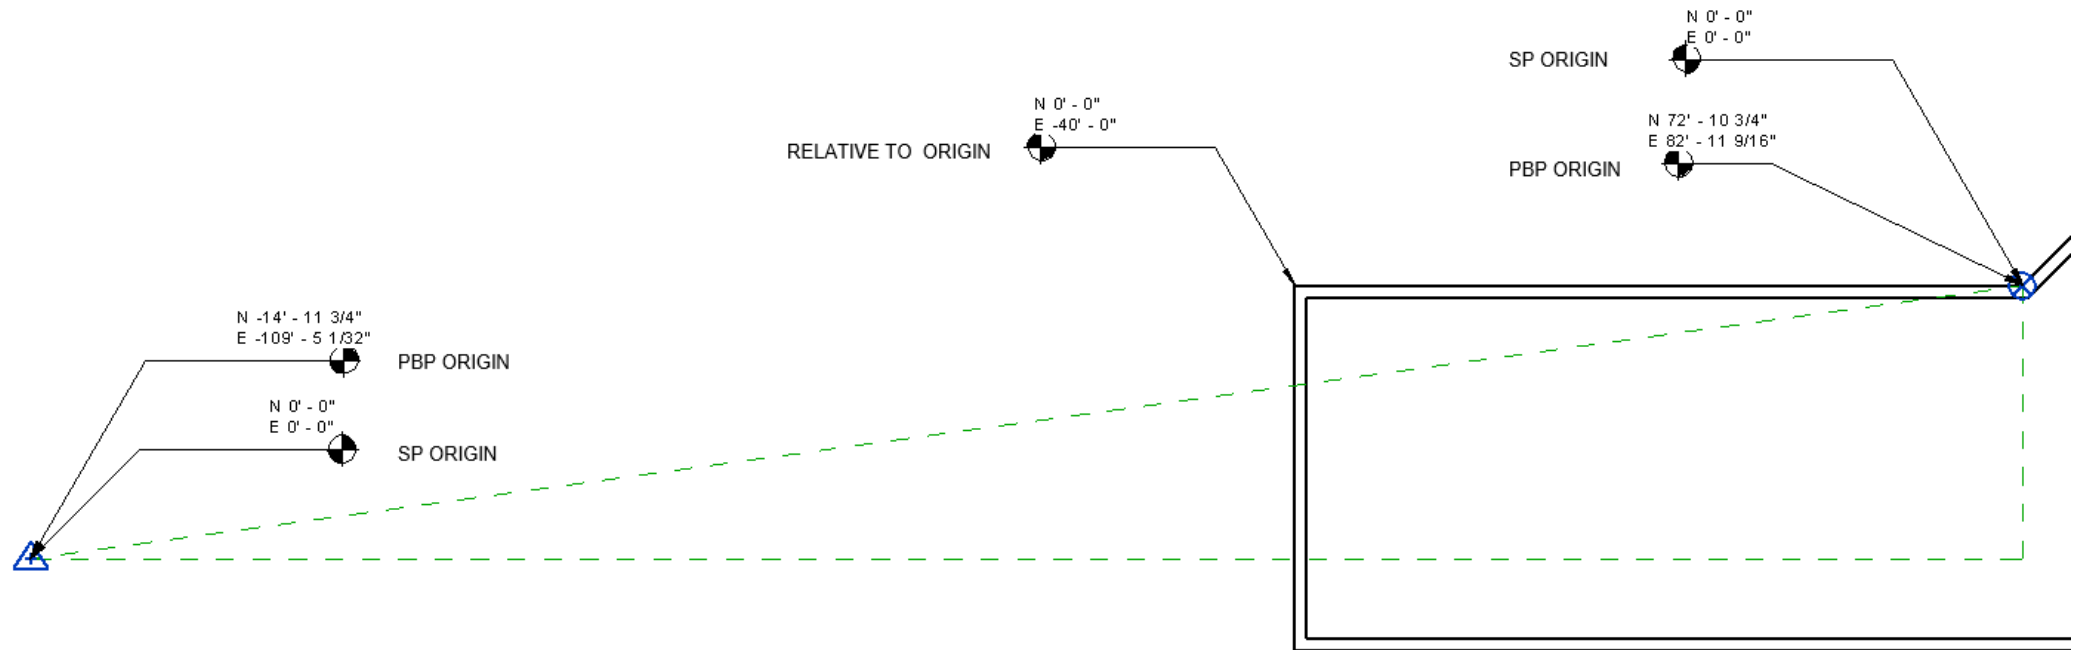 N 0' - 0"
E 0' - 0"
SP ORIGIN
N 0' - 0"
E -40' - 0"
RELATIVE TO  ORIGIN
N 72' - 10 3/4"
E 82' - 11 9/16"
PBP ORIGIN
N -14' - 11 3/4"
E -109' - 5 1/32"
PBP ORIGIN
N 0' - 0"
E 0' - 0"
SP ORIGIN